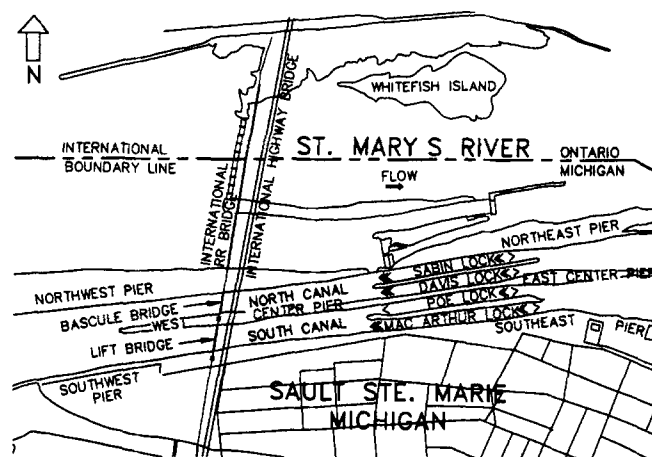 N
WHITEFISH ISLAND
INTERNATIONAL HIGHWAY BRIDGE
INTERNATIONAL
RR BRIDGE
INTERNATIONAL
BOUNDARY LINE
ST. MARY S RIVER
ONTARIO
MICHIGAN
FLOW
NORTHEAST PIER
SABIN LOCK
DAVIS LOCK
EAST CENTER PIER
POE LOCK
MAC ARTHUR LOCK
SOUTHEAST PIER
NORTHWEST PIER
NORTH CANAL
BASCULE BRIDGE
WEST CENTER PIER
SOUTH CANAL
LIFT BRIDGE
SOUTHWEST
PIER
SAULT STE. MARIE
MICHIGAN